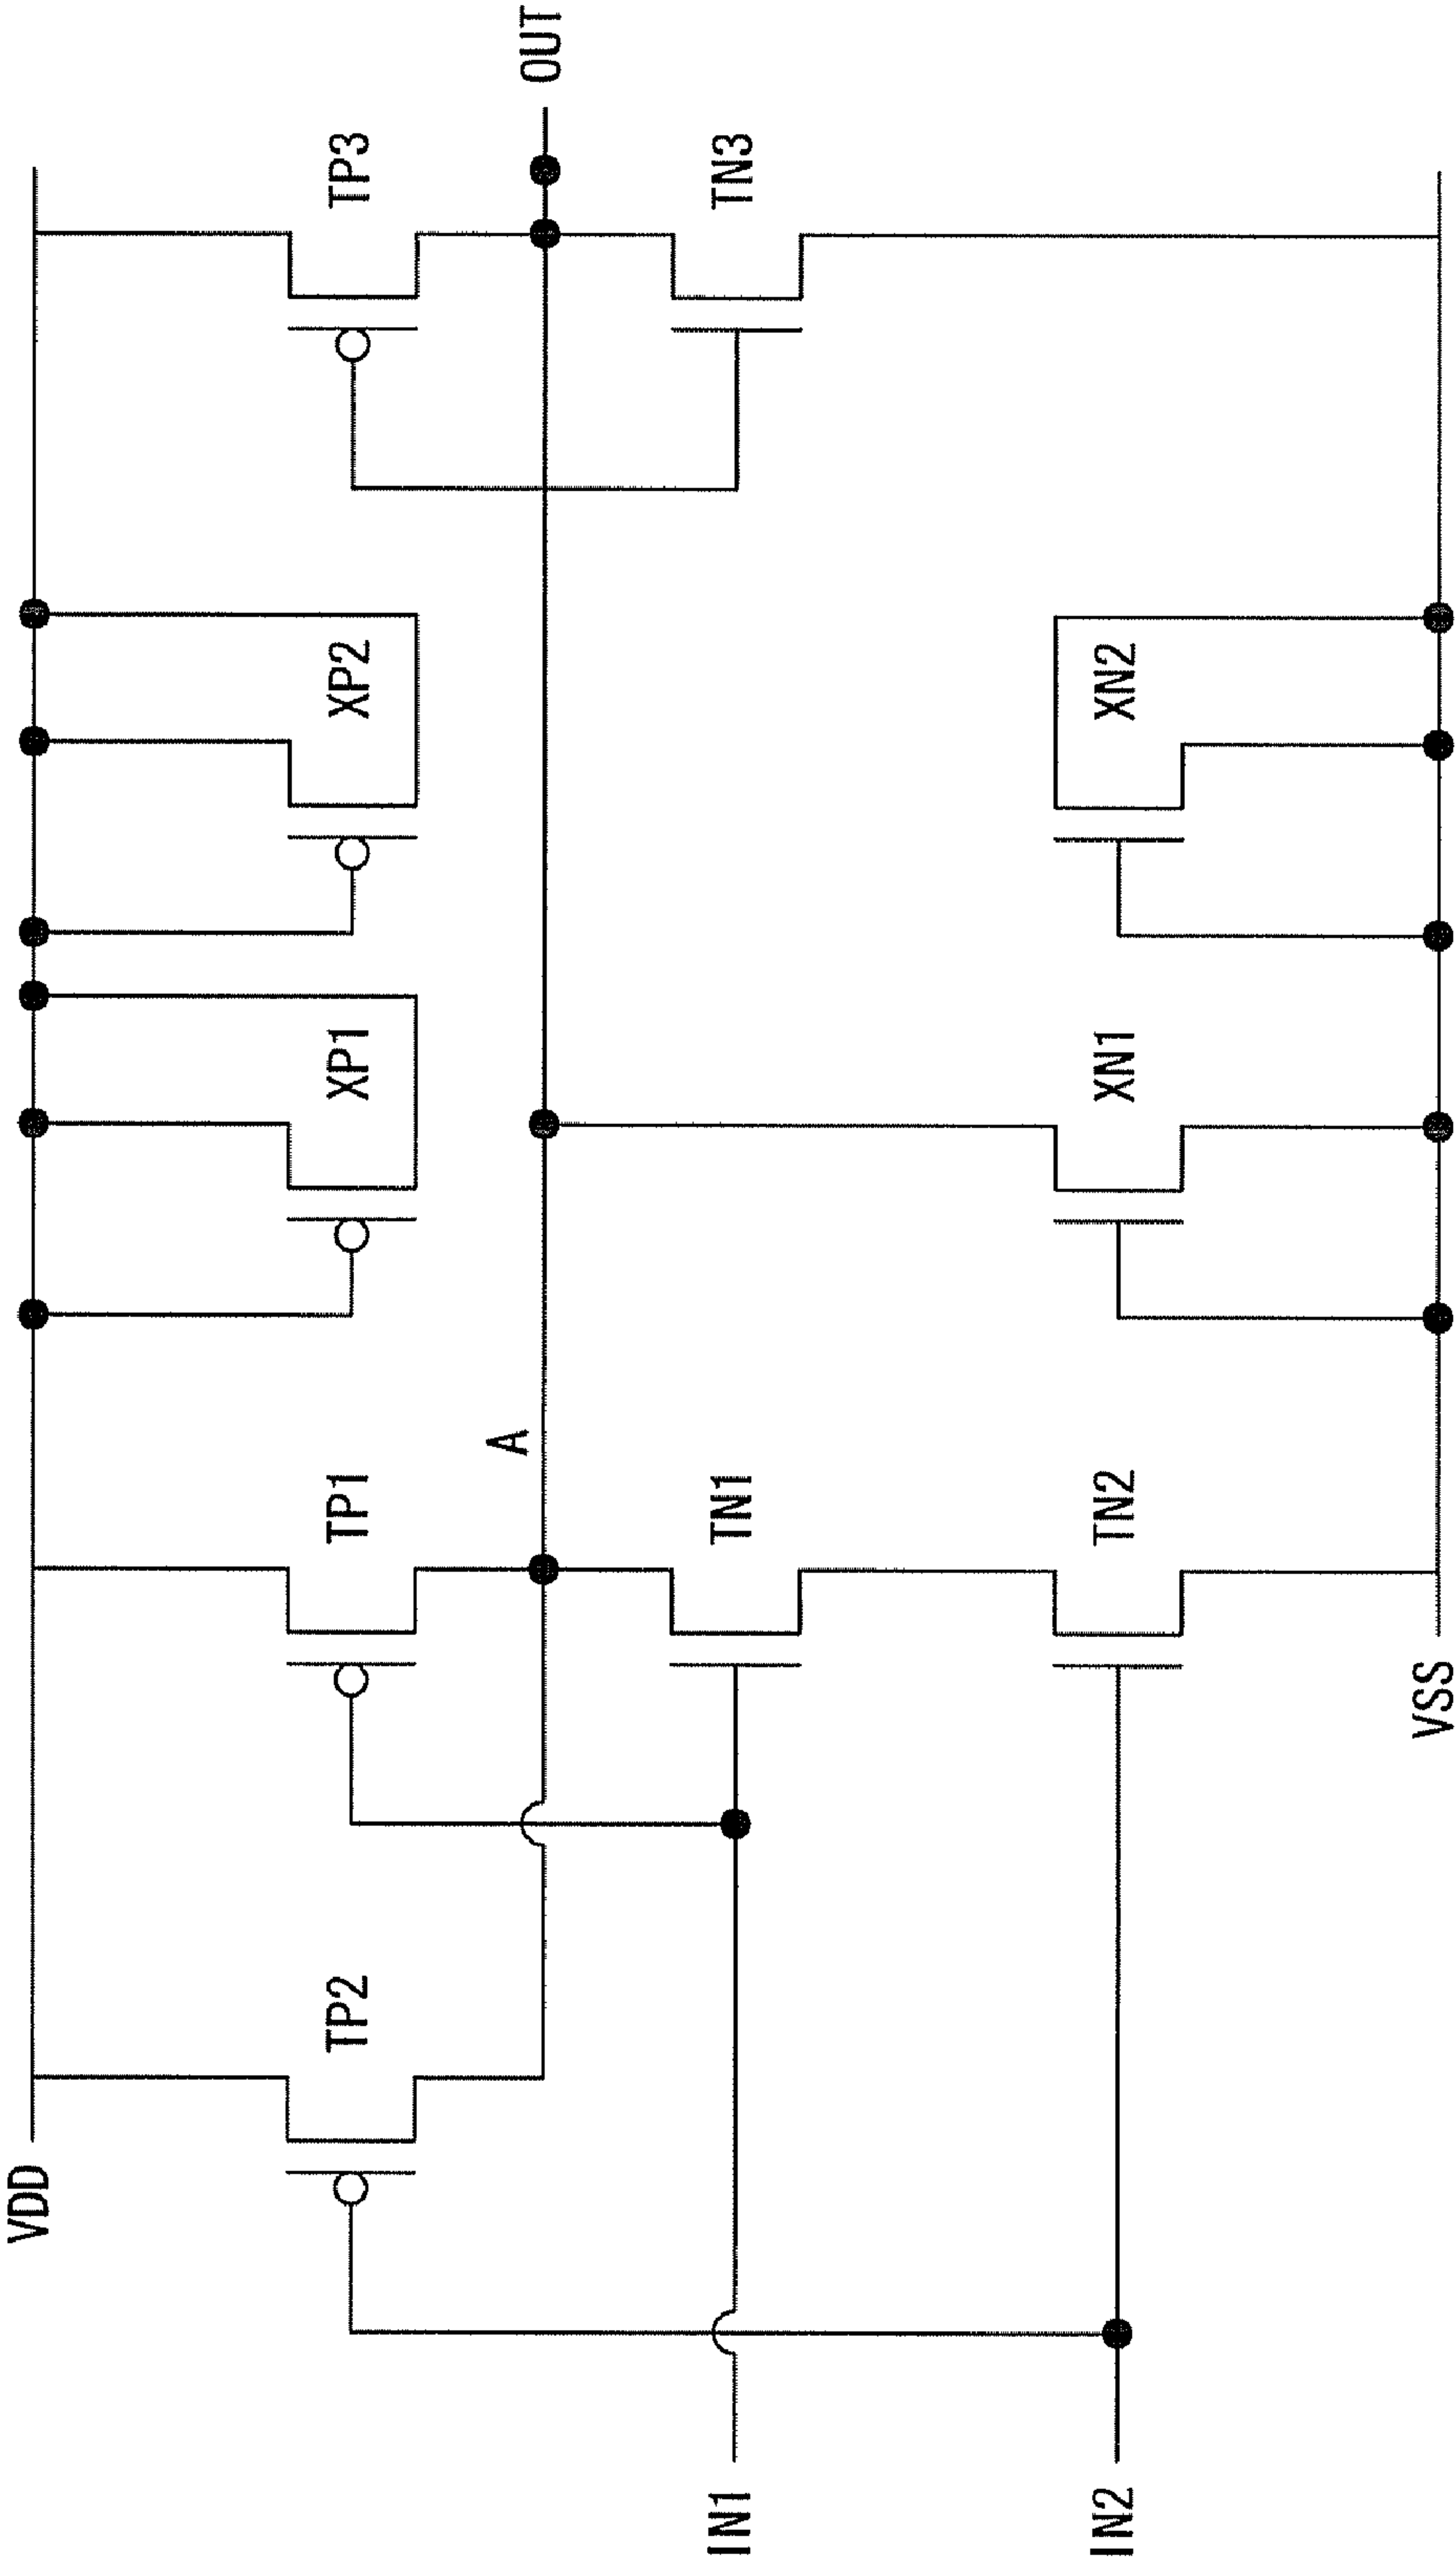 VDD
TP2
TP1
XP1
XP2
TP3
A
OUT
IN1
TN1
TN3
IN2
TN2
XN1
XN2
VSS